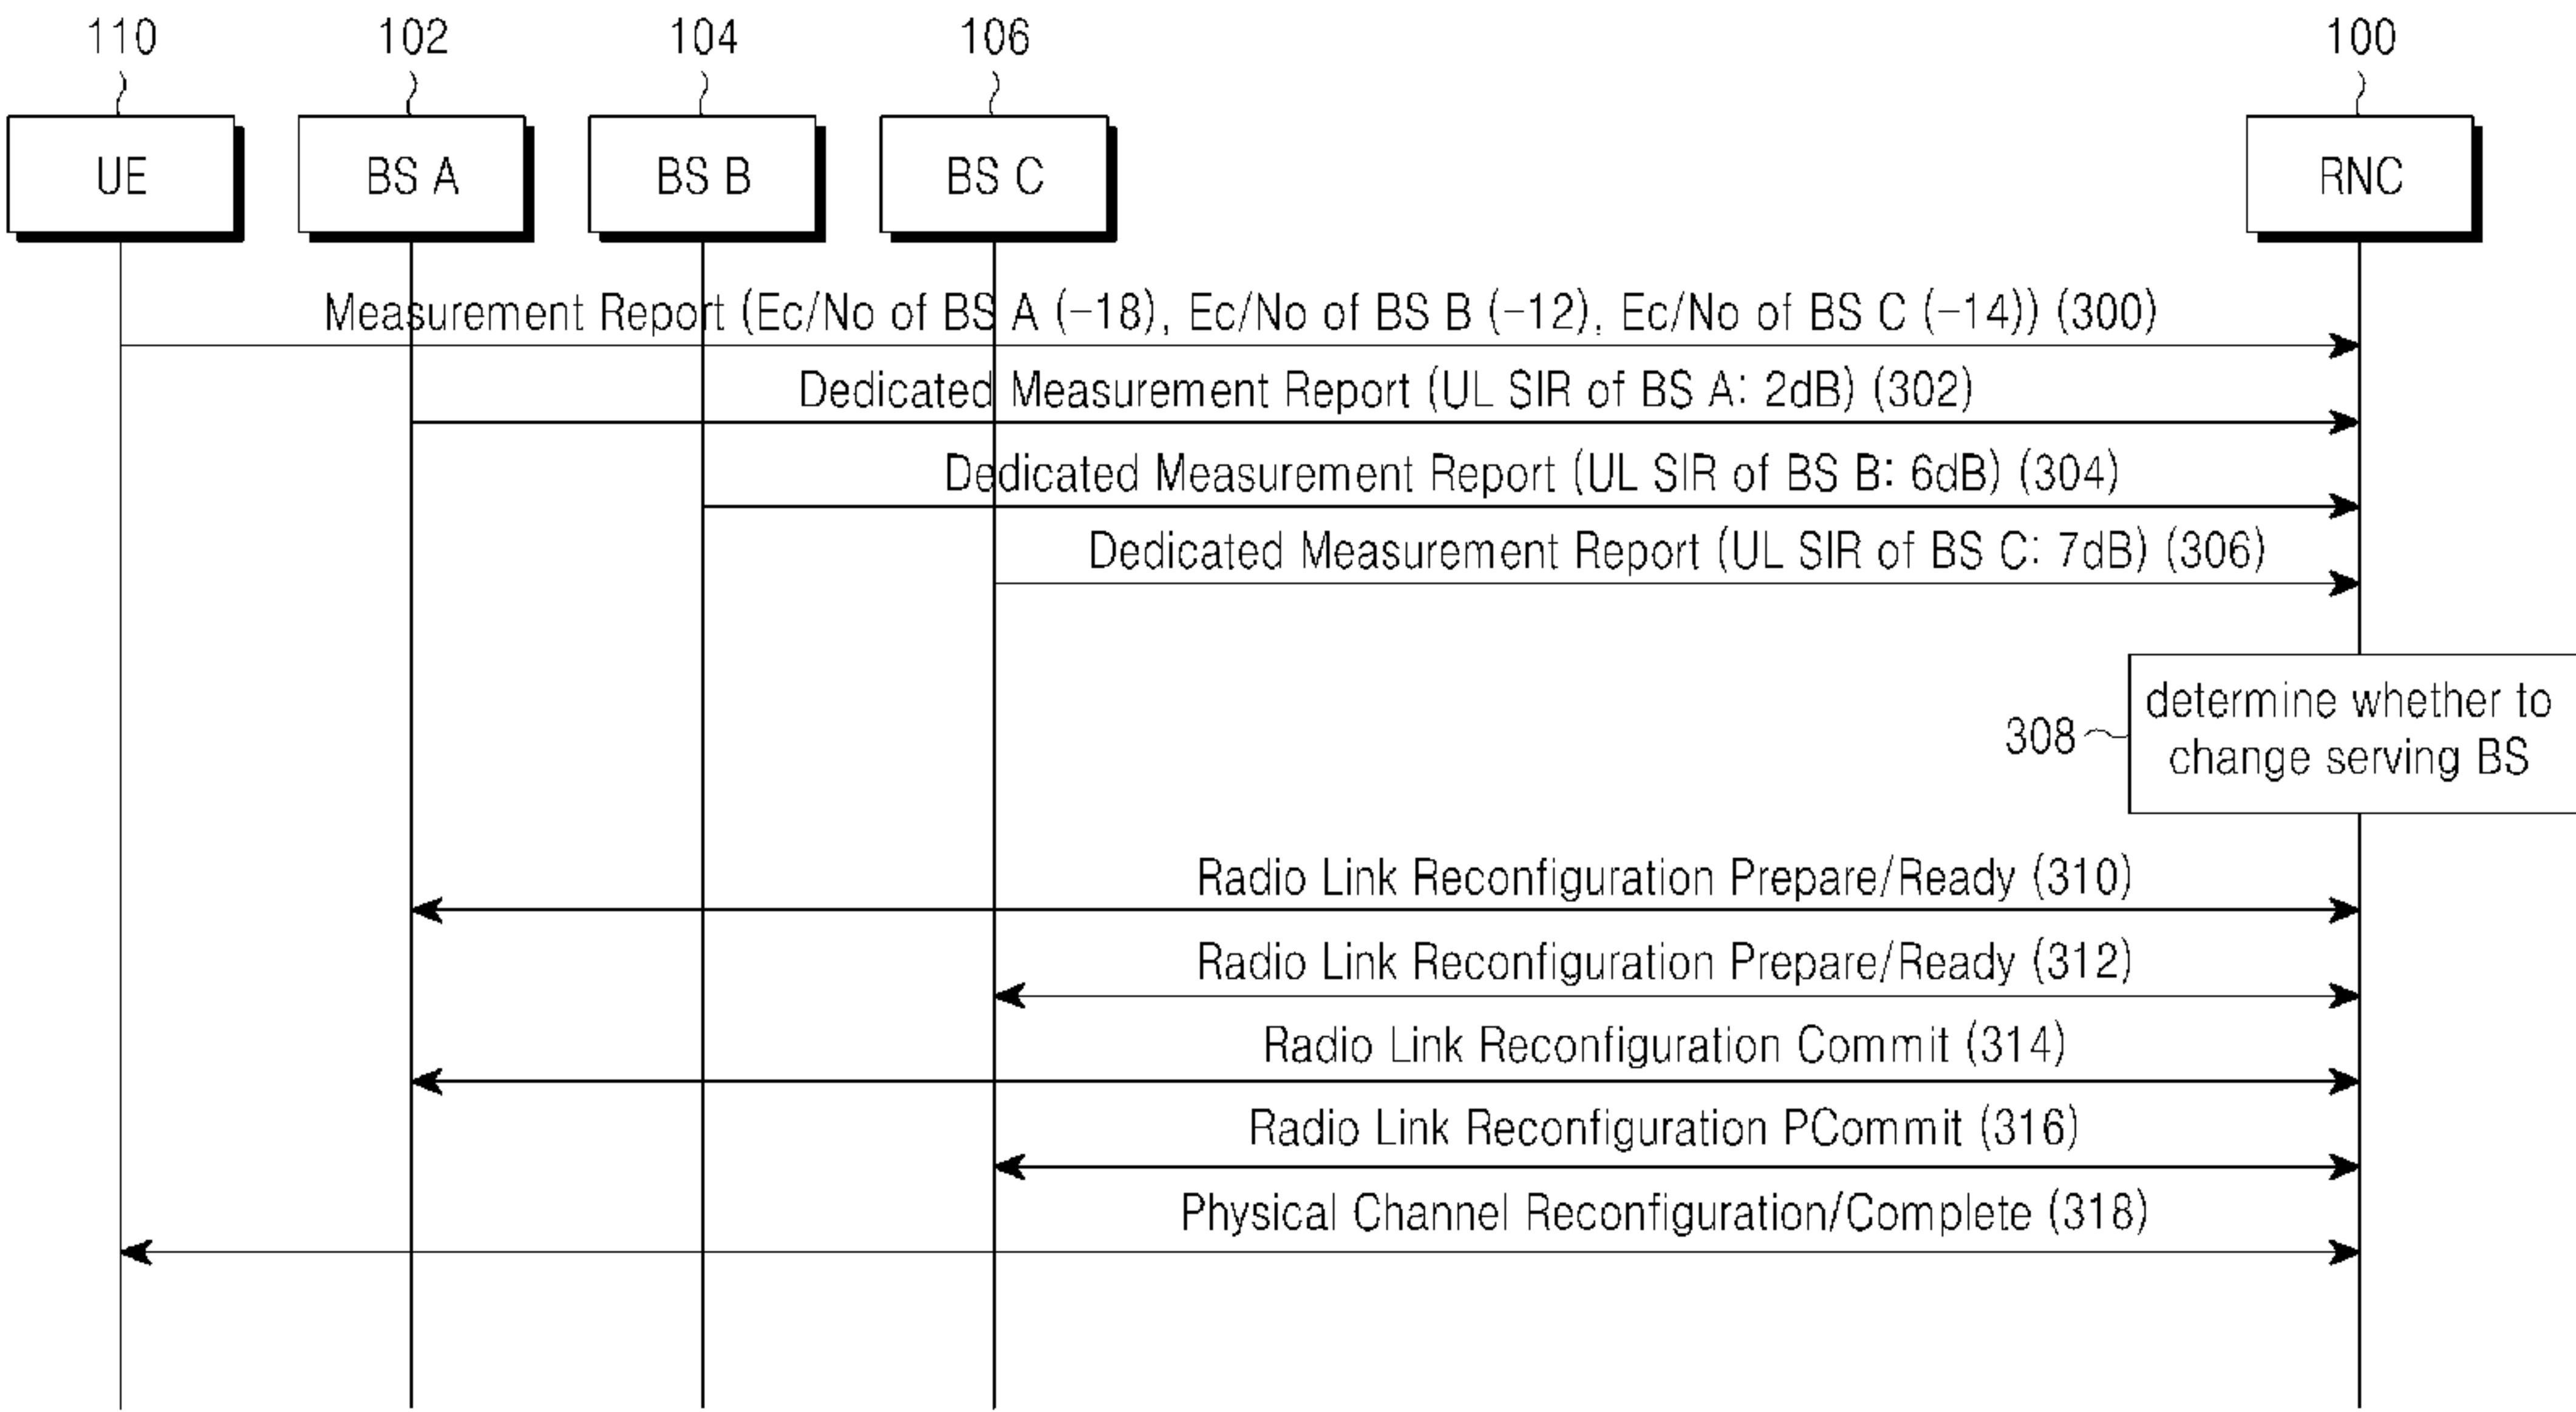 110 102 104 106 100
UE BS A BS B BS C RNC
Measurement Report (Ec/No of BS A (-18), Ec/No of BS B (-12), Ec/No of BS C (-14)) (300)
Dedicated Measurement Report (UL SIR of BS A: 2dB) (302)
Dedicated Measurement Report (UL SIR of BS B: 6dB) (304)
Dedicated Measurement Report (UL SIR of BS C: 7dB) (306)
determine whether to
308
change serving BS
Radio Link Reconfiguration Prepare/Ready (310)
Radio Link Reconfiguration Prepare/Ready (312)
Radio Link Reconfiguration Commit (314)
Radio Link Reconfiguration PCommit (316)
Physical Channel Reconfiguration/Complete (318)